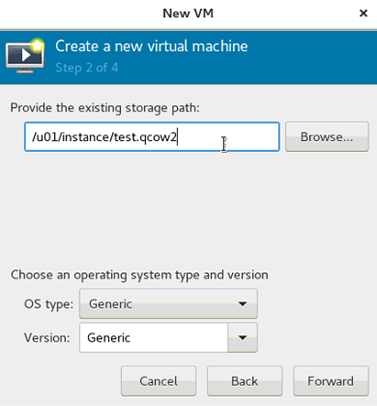 New VM
Create a new virtual machine
Step 2 of 4
Provide the existing storage path:
/u01/instance/test.qcow2
Browse...
Choose an operating system type and version
OS type: Generic
Version: Generic
Cancel Back Forward